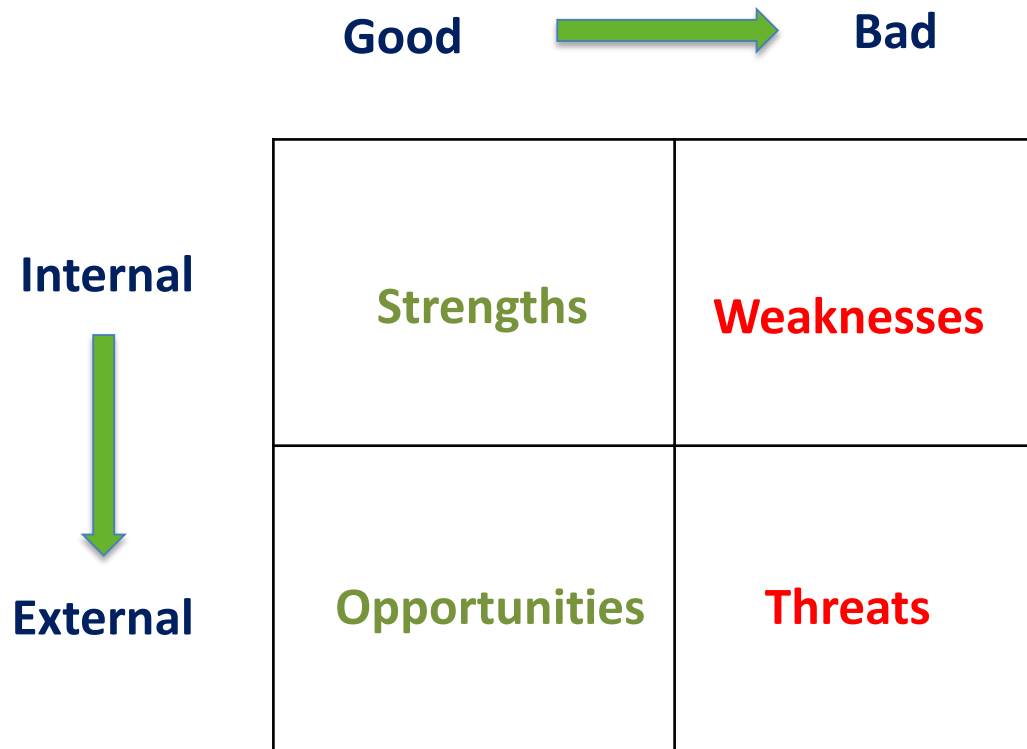 Good Bad
Internal
Strengths Weaknesses
External
Opportunities Threats